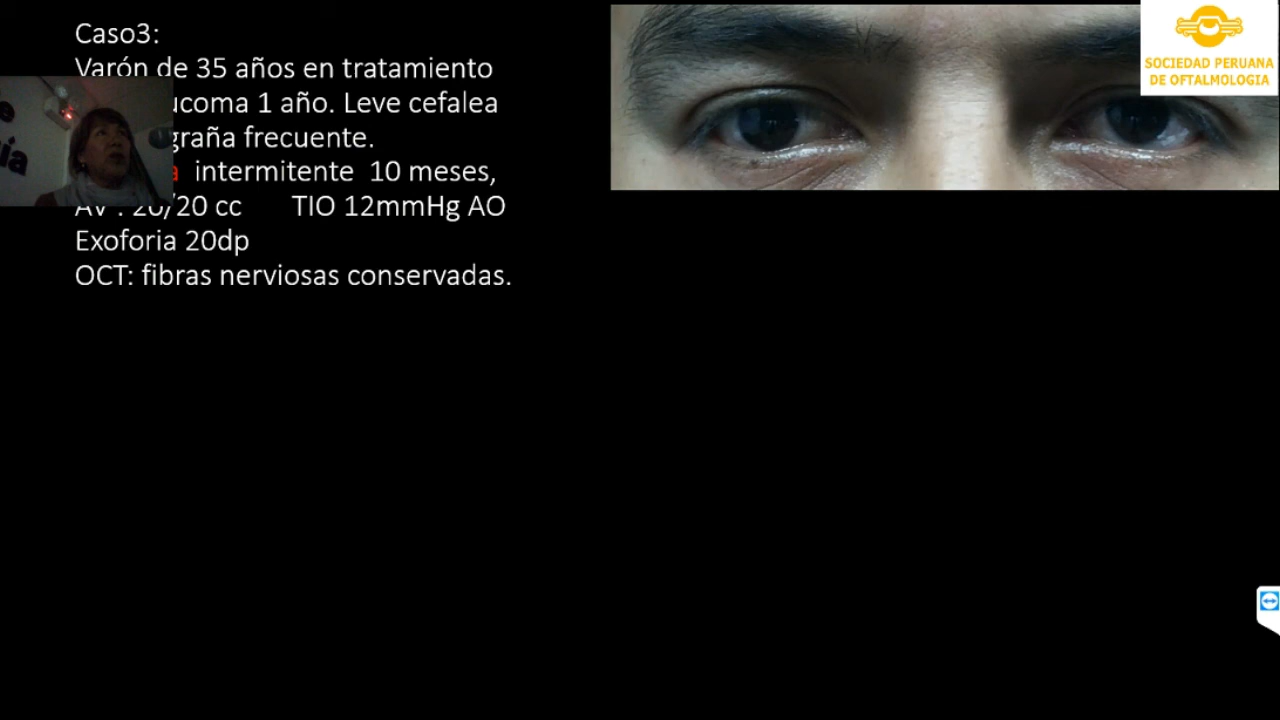 Caso3:
Varón de 35 años en tratamiento
ucoma 1 año. Leve cefalea
graña frecuente.
a intermitente 10 meses,
AV : 20/20 cc TIO 12mmHg AO
Exoforia 20dp
OCT: fibras nerviosas conservadas.
SOCIEDAD PERUANA
DE OFTALMOLOGIA